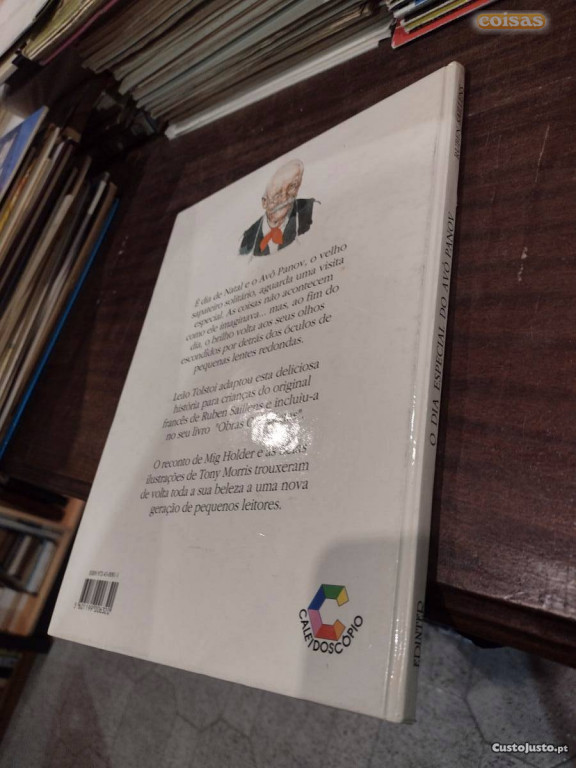 coisas
É dia de Natal e o Avô Panov, o velho
sapateiro solitário, aguarda uma visita
especial. As coisas não acontecem
como ele imaginava... mas, ao fim do
dia, o brilho volta aos seus olhos
escondidos por detrás dos óculos de
pequenas lentes redondas.
Leão Tolstoi adaptou esta deliciosa
história para crianças do original
francês de Ruben Saillens e incluiu-a
no seu livro "Obras
O reconto de Mig Holder e as belas
ilustrações de Tony Morris trouxeram
de volta toda a sua beleza a uma nova
geração de pequenos leitores.
CALEIDOSCÓPIO
O DIA ESPECIAL DO AVÔ PANOV
EDINTER
CustoJusto.pt